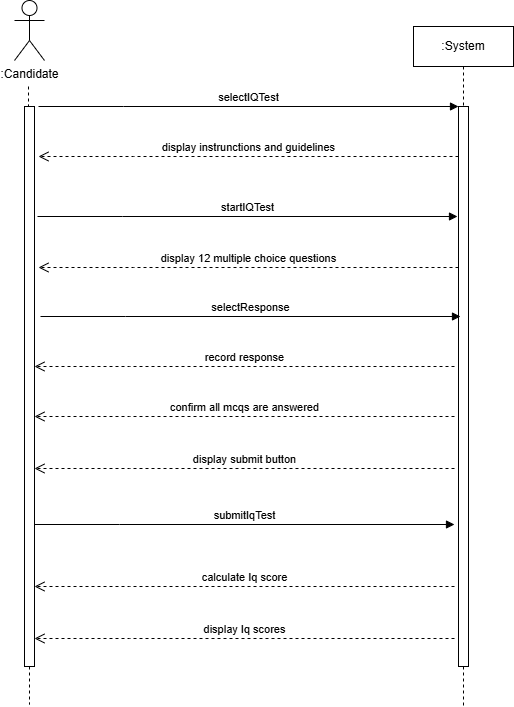 :System
:Candidate
selectIQTest
display instrunctions and guidelines
startIQTest
display 12 multiple choice questions
selectResponse
record response
confirm all mcqs are answered
display submit button
submitIqTest
calculate Iq score
display Iq scores